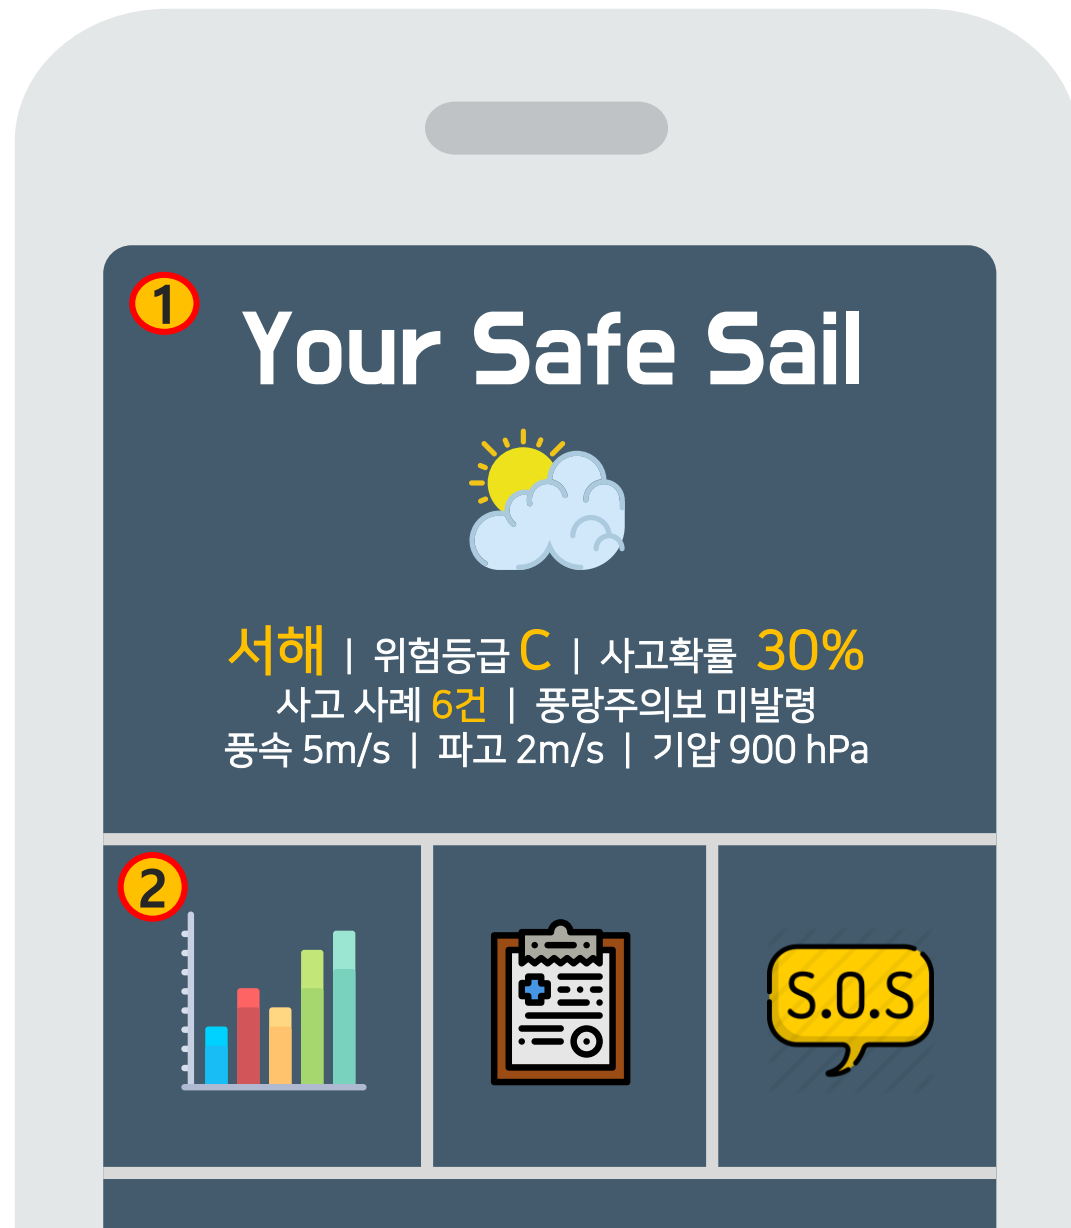 1
Your Safe Sail
서해 | 위험등급 C | 사고확률 30%
사고 사례 6건 | 풍랑주의보 미발령
풍속 5m/s | 파고 2m/s | 기압 900 hPa
2
S.O.S